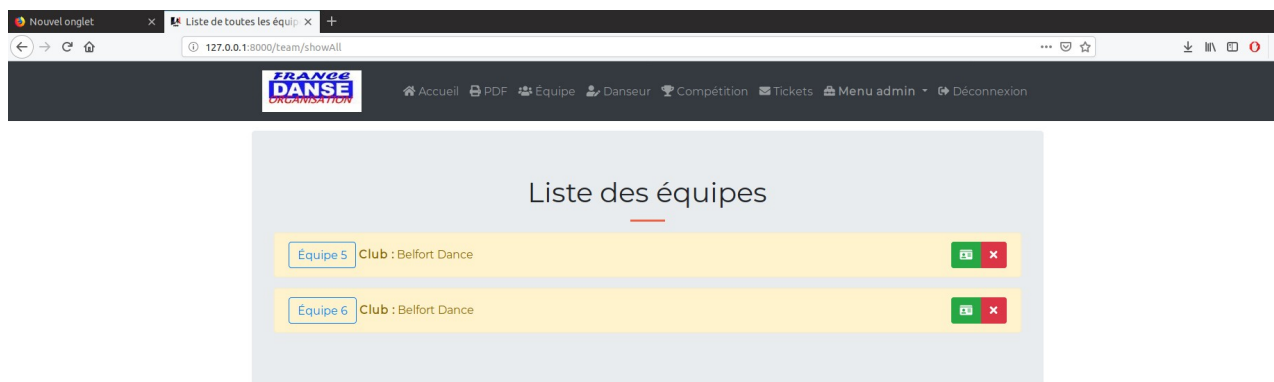 Nouvel onglet
Liste de toutes les équip
127.0.0.1:8000/team/showAll
FRANCE
DANSE
ORGANISATION
Accueil PDF Équipe Danseur Compétition Tickets Menu admin Déconnexion
Liste des équipes
Équipe 5 Club : Belfort Dance
Équipe 6 Club : Belfort Dance